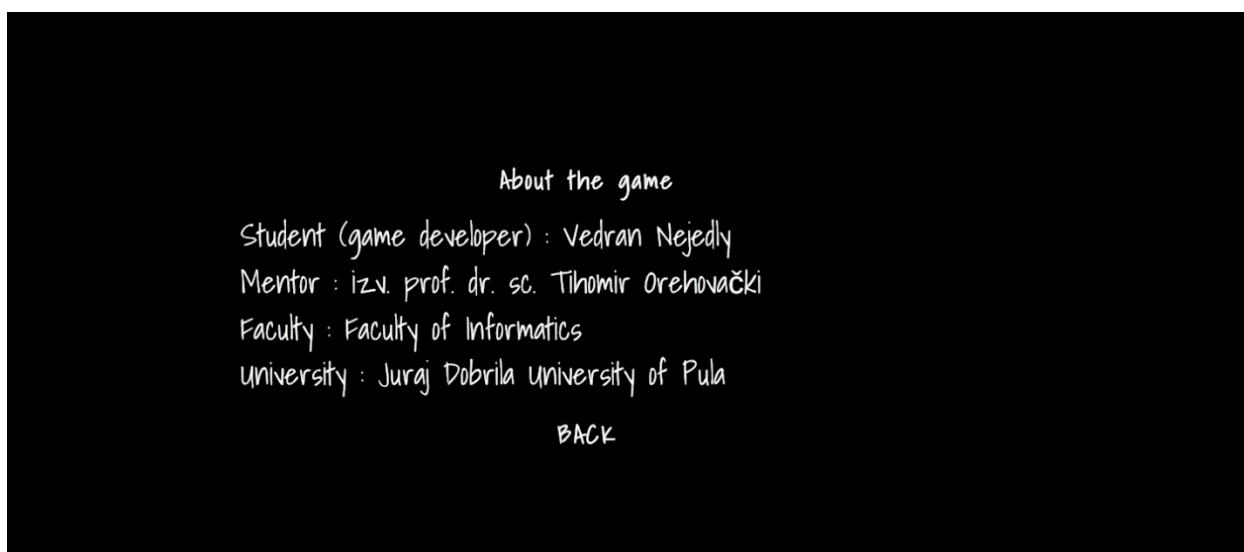 About the game
Student (game developer) : Vedran Nejedly
Mentor : izv. prof. dr. sc. Tihomir Orehovački
Faculty : Faculty of Informatics
University : Juraj Dobrila University of Pula
BACK